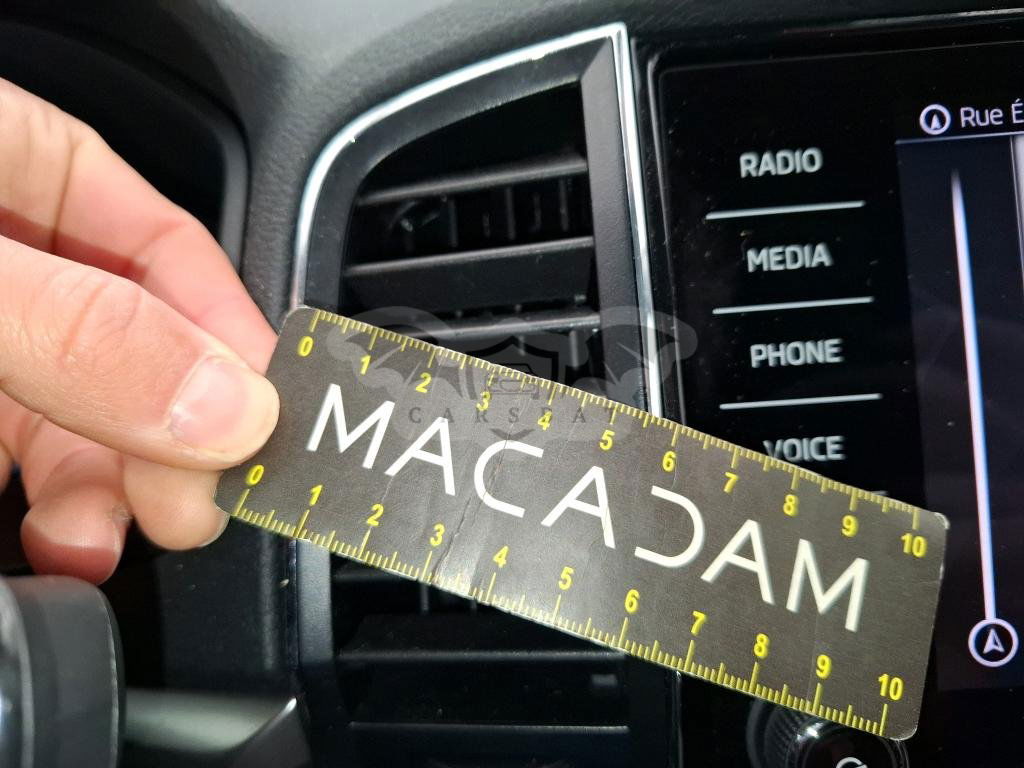 Rue É
RADIO
MEDIA
PHONE
VOICE
0 1 2 3 4 5 6 7 8 9 10
MACADAM
0 1 2 3 4 5 6 7 8 9 10
CARSBAT